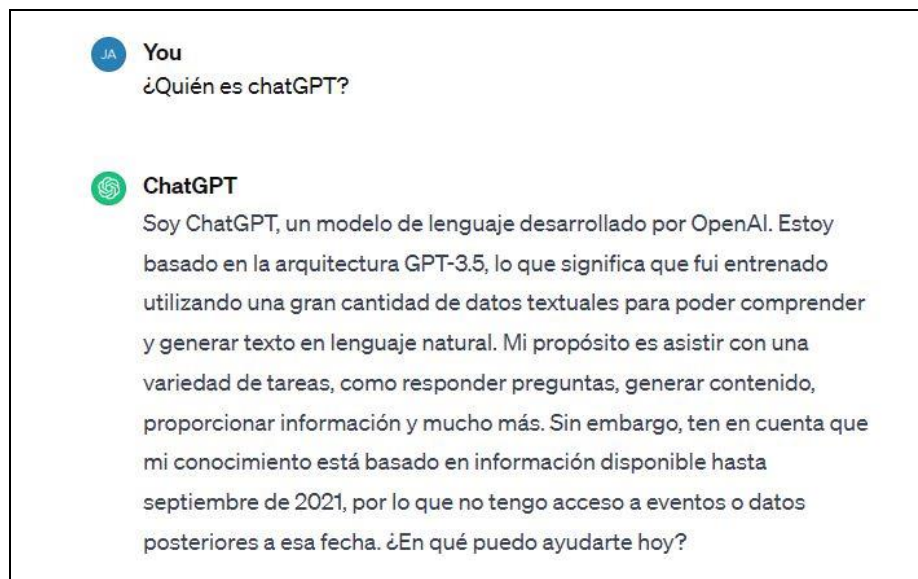 JA
You
¿Quién es chatGPT?
ChatGPT
Soy ChatGPT, un modelo de lenguaje desarrollado por OpenAI. Estoy
basado en la arquitectura GPT-3.5, lo que significa que fui entrenado
utilizando una gran cantidad de datos textuales para poder comprender
y generar texto en lenguaje natural. Mi propósito es asistir con una
variedad de tareas, como responder preguntas, generar contenido,
proporcionar información y mucho más. Sin embargo, ten en cuenta que
mi conocimiento está basado en información disponible hasta
septiembre de 2021, por lo que no tengo acceso a eventos o datos
posteriores a esa fecha. ¿En qué puedo ayudarte hoy?